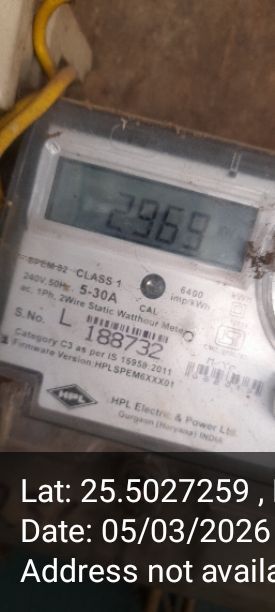 2969
SPEM-02 CLASS 1
240V, 50Hz, 5-30A
6400
imp/kWh
ac, 1Ph, 2Wire Static Watthour Meter
CAL
S.No. L 188732
Category C3 as per IS 15959:2011
Firmware Version:HPLSPEM6XXX01
HPL
HPL Electric & Power Ltd.
Gurgaon (Haryana) INDIA
Lat: 25.5027259 ,
Date: 05/03/2026
Address not availa